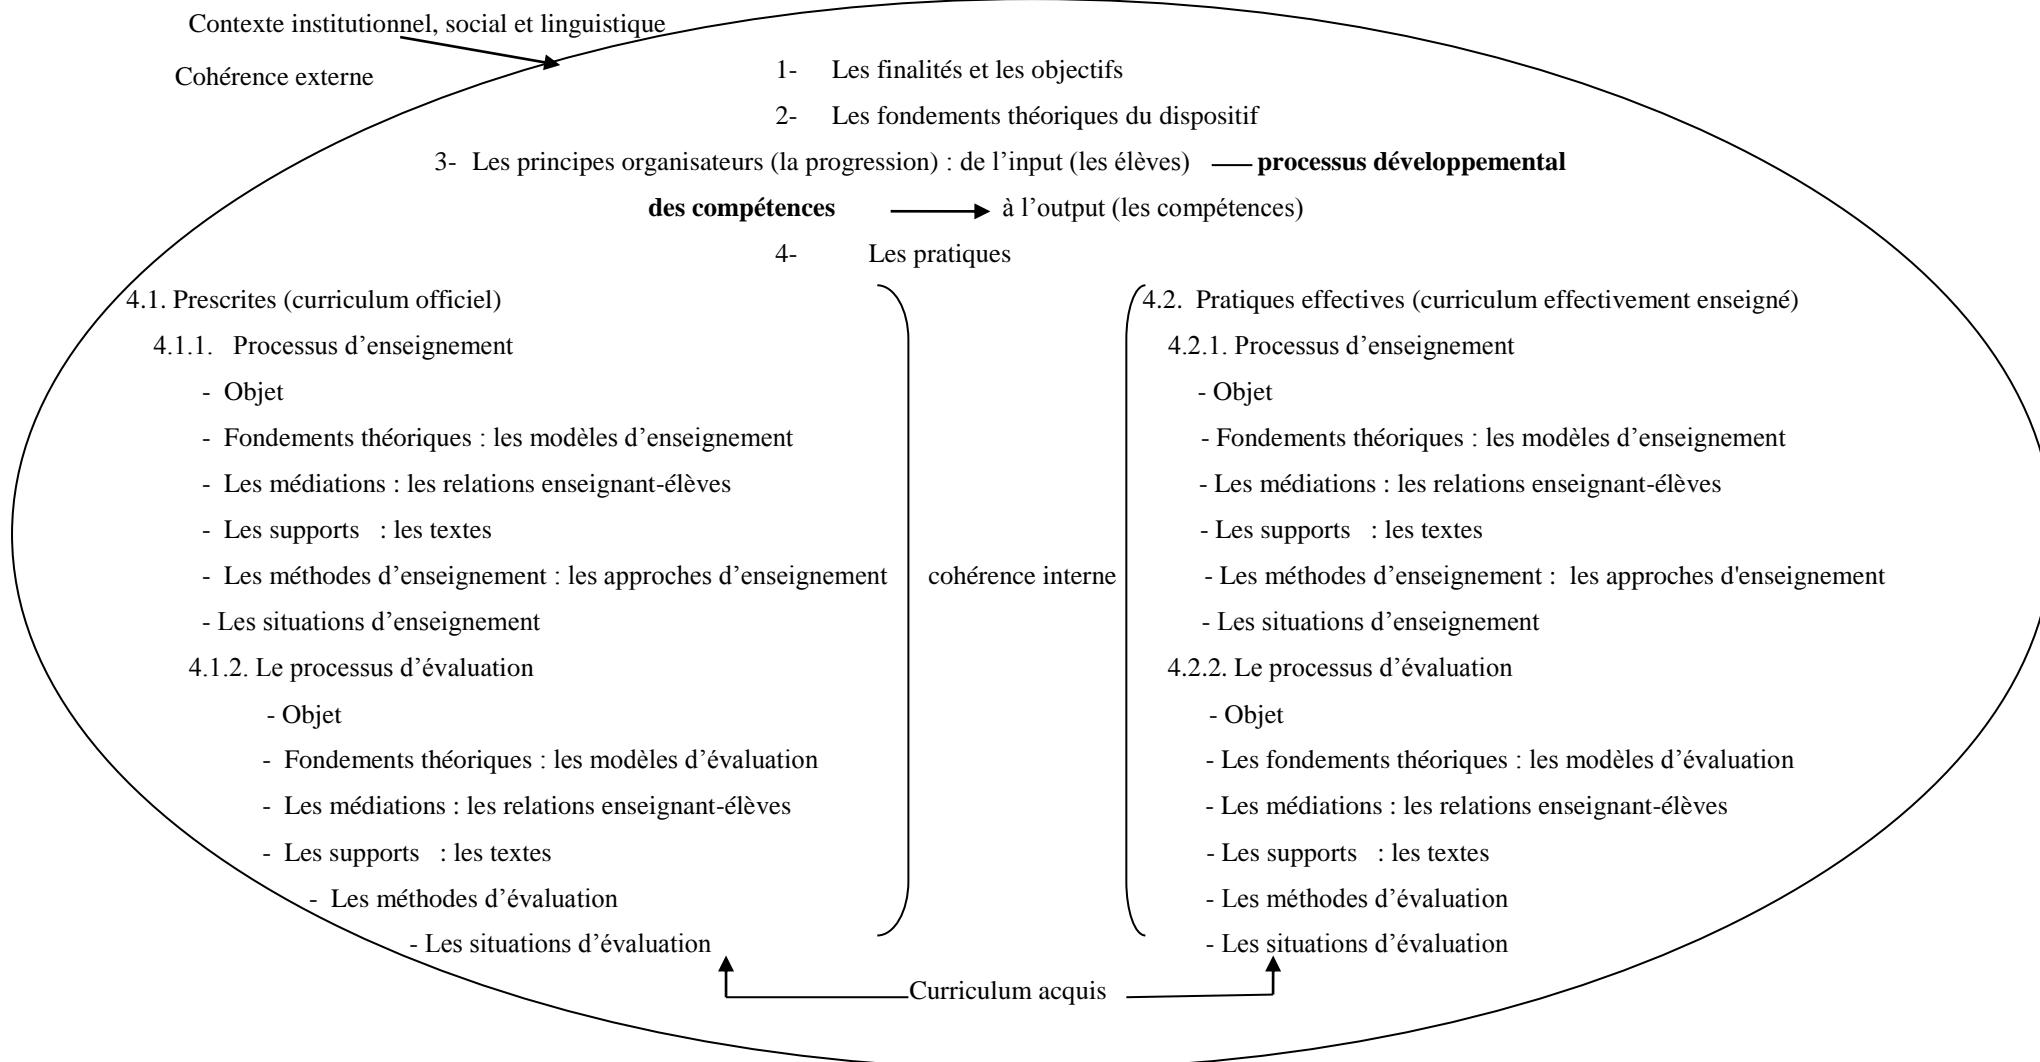 Contexte institutionnel, social et linguistique
Cohérence externe
1- Les finalités et les objectifs
2- Les fondements théoriques du dispositif
3- Les principes organisateurs (la progression) : de l’input (les élèves) processus développemental
des compétences à l’output (les compétences)
4- Les pratiques
4.1. Prescrites (curriculum officiel)
4.1.1. Processus d’enseignement
- Objet
- Fondements théoriques : les modèles d’enseignement
- Les médiations : les relations enseignant-élèves
- Les supports : les textes
- Les méthodes d’enseignement : les approches d’enseignement
- Les situations d’enseignement
4.1.2. Le processus d’évaluation
- Objet
- Fondements théoriques : les modèles d’évaluation
- Les médiations : les relations enseignant-élèves
- Les supports : les textes
- Les méthodes d’évaluation
- Les situations d’évaluation
cohérence interne
4.2. Pratiques effectives (curriculum effectivement enseigné)
4.2.1. Processus d’enseignement
- Objet
- Fondements théoriques : les modèles d’enseignement
- Les médiations : les relations enseignant-élèves
- Les supports : les textes
- Les méthodes d’enseignement : les approches d'enseignement
- Les situations d’enseignement
4.2.2. Le processus d’évaluation
- Objet
- Les fondements théoriques : les modèles d’évaluation
- Les médiations : les relations enseignant-élèves
- Les supports : les textes
- Les méthodes d’évaluation
- Les situations d’évaluation
Curriculum acquis